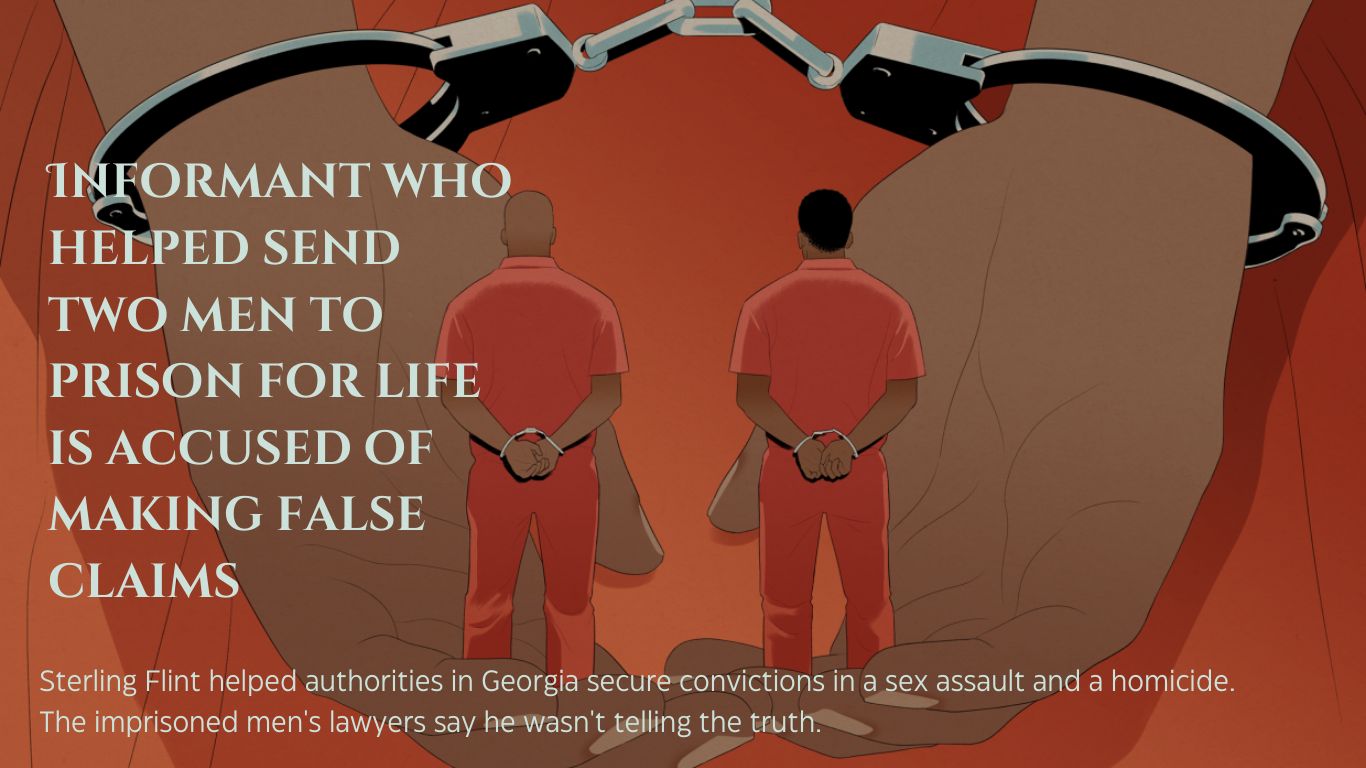 Informant who
helped send
two men to
prison for life
is accused of
making false
claims
Sterling Flint helped authorities in Georgia secure convictions in a sex assault and a homicide.
The imprisoned men's lawyers say he wasn't telling the truth.